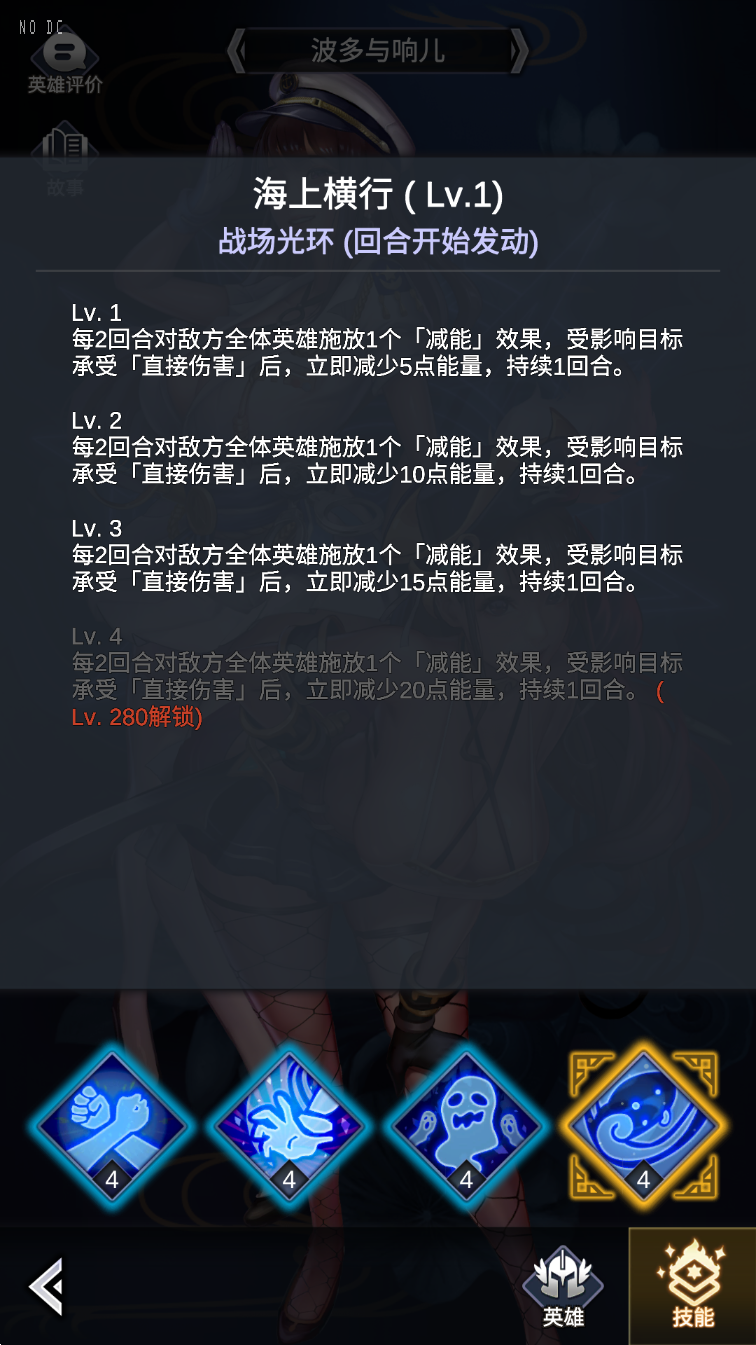 NO DC
波多与响儿
英雄评价
故事
海上横行 ( Lv.1)
战场光环 (回合开始发动)
Lv. 1
每2回合对敌方全体英雄施放1个「减能」效果，受影响目标
承受「直接伤害」后，立即减少5点能量，持续1回合。
Lv. 2
每2回合对敌方全体英雄施放1个「减能」效果，受影响目标
承受「直接伤害」后，立即减少10点能量，持续1回合。
Lv. 3
每2回合对敌方全体英雄施放1个「减能」效果，受影响目标
承受「直接伤害」后，立即减少15点能量，持续1回合。
Lv. 4
每2回合对敌方全体英雄施放1个「减能」效果，受影响目标
承受「直接伤害」后，立即减少20点能量，持续1回合。 (
Lv. 280解锁)
4 4 4 4
英雄 技能